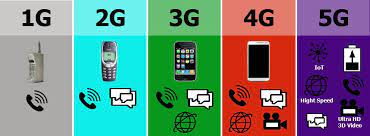 1G
2G
3G
4G
5G
IoT
Hight Speed
Ultra HD
3D Video